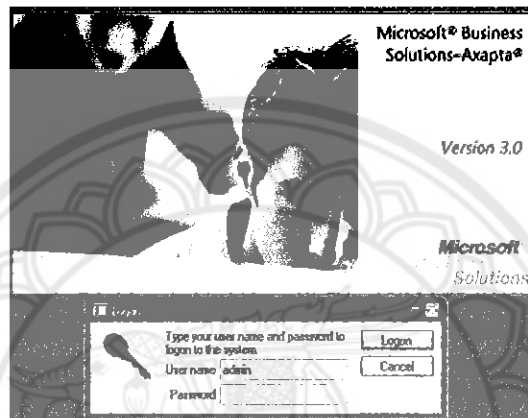 Microsoft® Business
Solutions-Axapta®
Version 3.0
Microsoft
Solutions
Logon
Type your user name and password to
logon to the system
Logon
User name admin
Cancel
Password